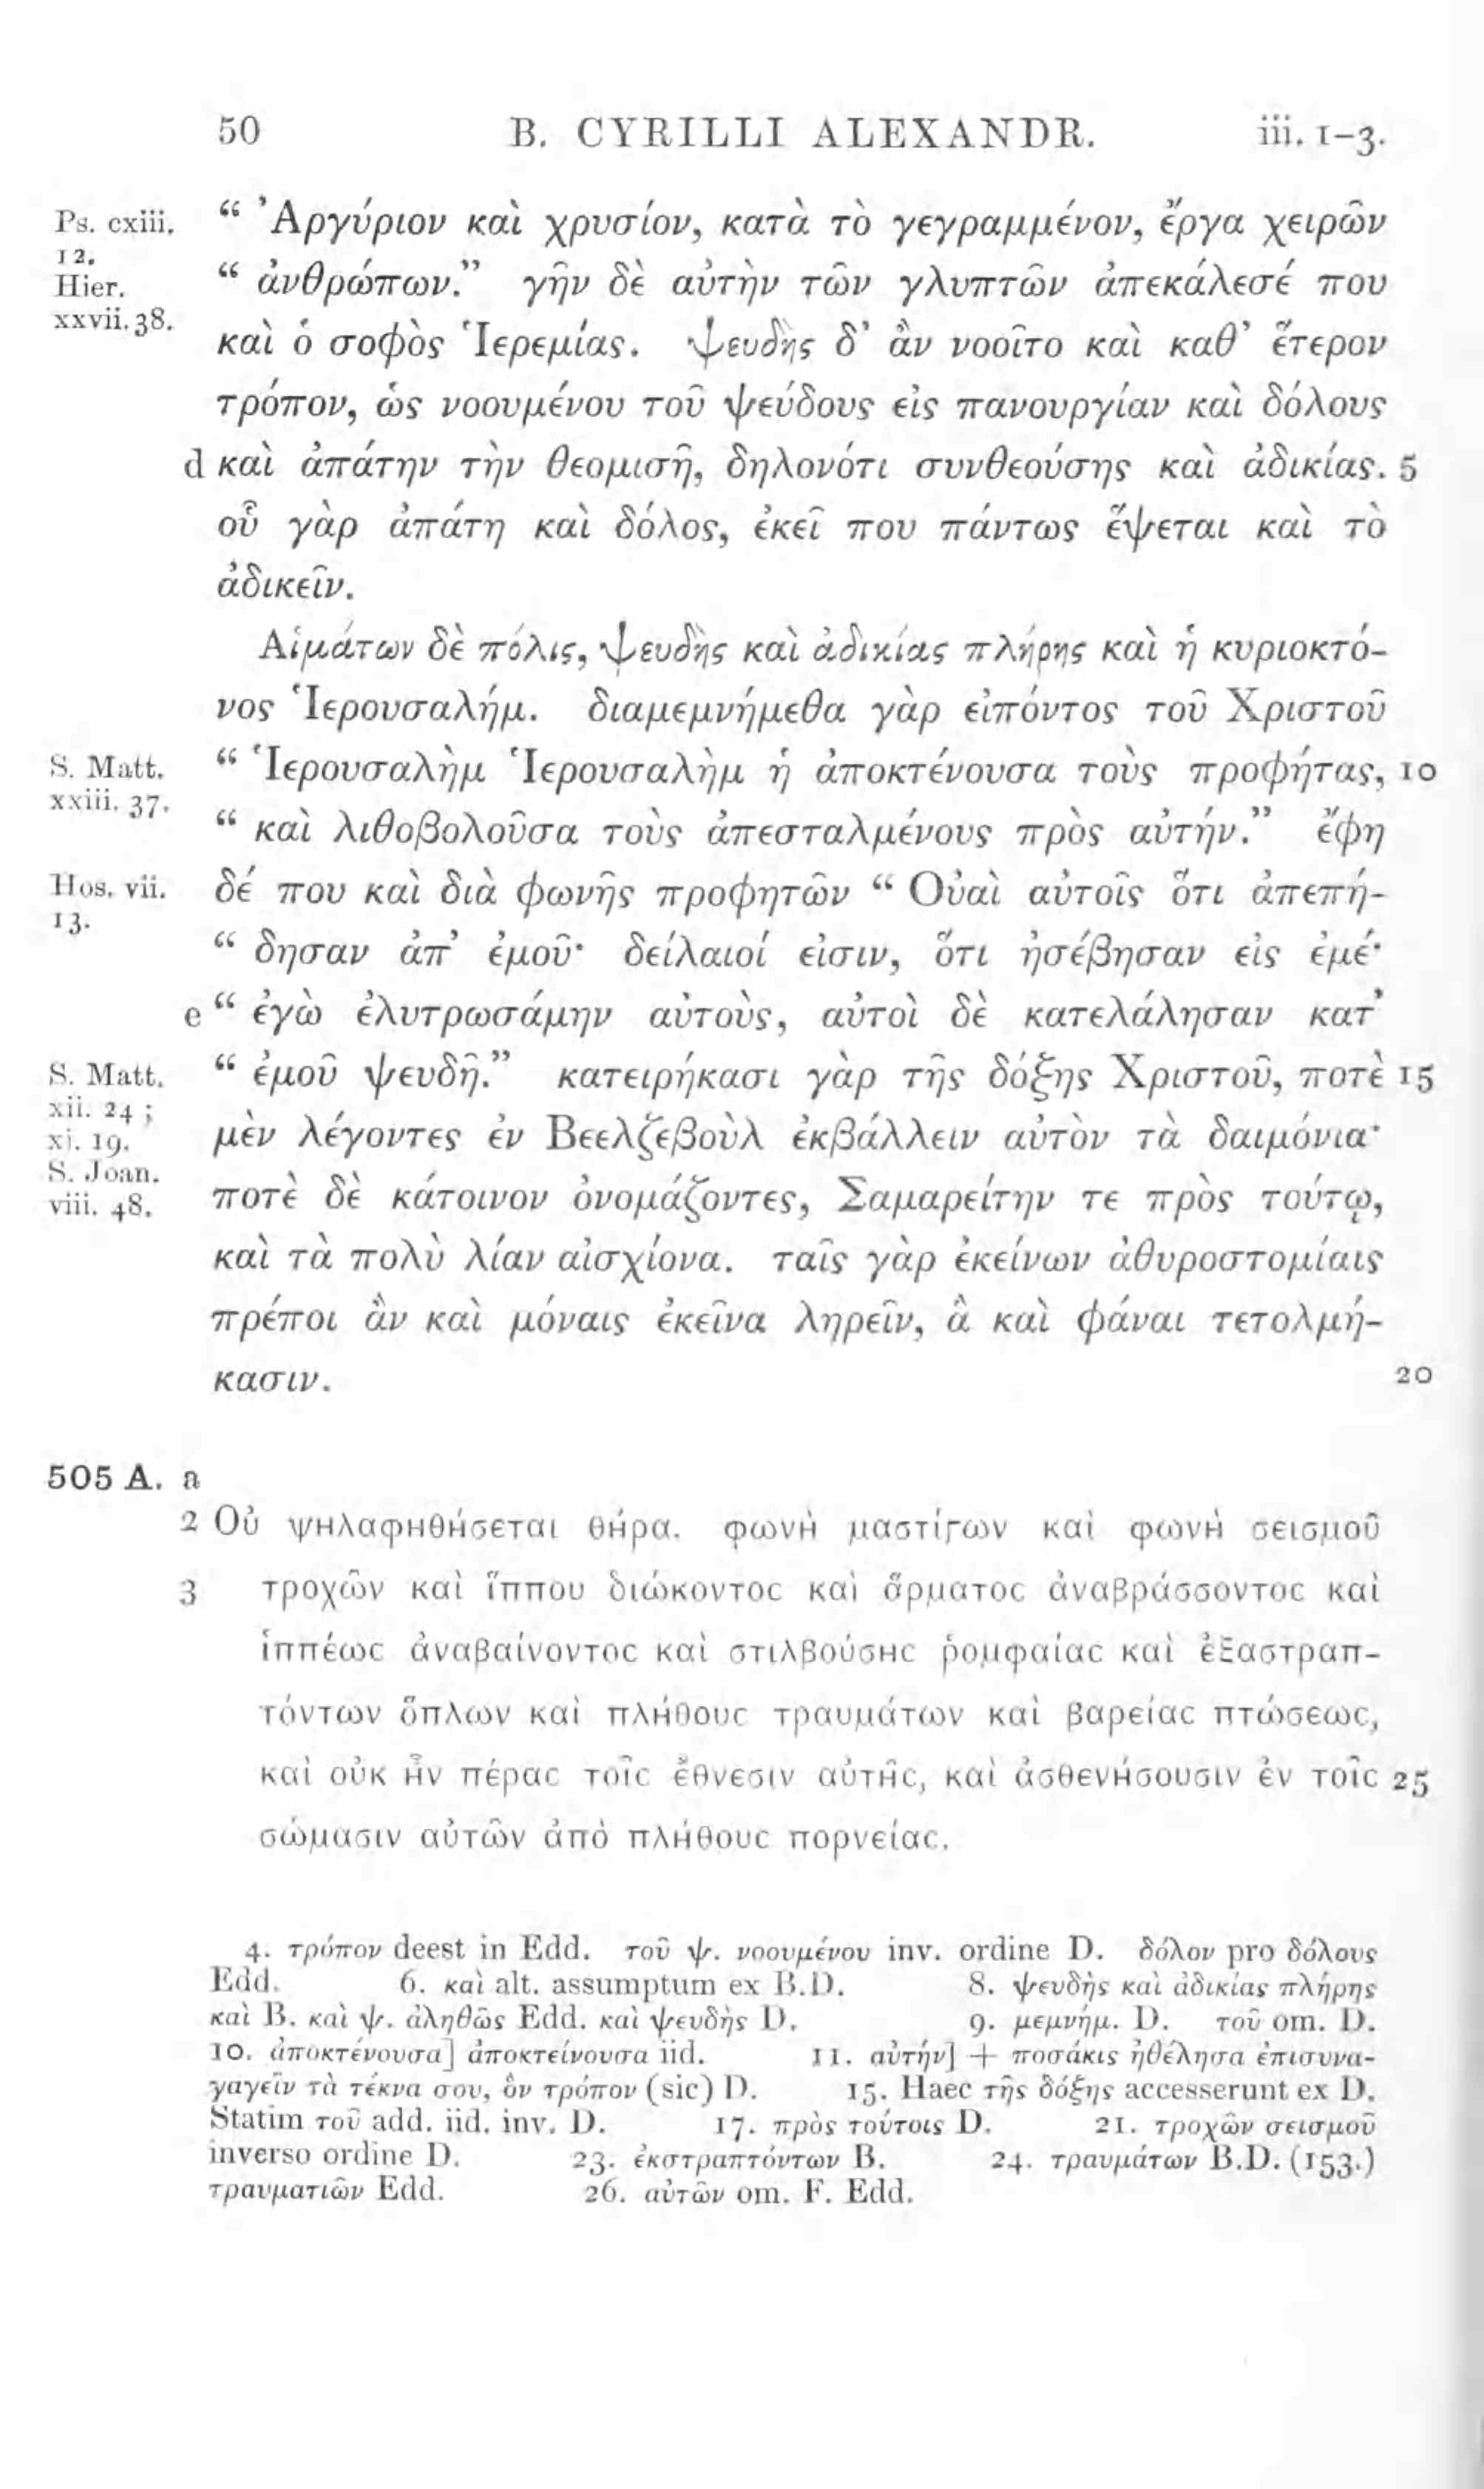 50 B. CYRILLI ALEXANDR. iii. 1-3.
Ps. cxiii. “ Ἀργύριον καὶ χρυσίον, κατὰ τὸ γεγραμμένον, ἔργα χειρῶν
12.
Hier. “ ἀνθρώπων.” γῆν δὲ αὐτὴν τῶν γλυπτῶν ἀπεκάλεσέ που
xxvii. 38.
καὶ ὁ σοφὸς Ἱερεμίας. ψευδὴς δ’ ἂν νοοῖτο καὶ καθ’ ἕτερον
τρόπον, ὡς νοουμένου τοῦ ψεύδους εἰς πανουργίαν καὶ δόλους
d καὶ ἀπάτην τὴν θεομισῆ, δηλονότι συνθεούσης καὶ ἀδικίας. 5
οὗ γὰρ ἀπάτη καὶ δόλος, ἐκεῖ που πάντως ἕψεται καὶ τὸ
ἀδικεῖν.
Αἱμάτων δὲ πόλις, ψευδὴς καὶ ἀδικίας πλήρης καὶ ἡ κυριοκτό-
νος Ἱερουσαλήμ. διαμεμνήμεθα γὰρ εἰπόντος τοῦ Χριστοῦ
S. Matt. “ Ἱερουσαλὴμ Ἱερουσαλὴμ ἡ ἀποκτένουσα τοὺς προφήτας, 10
xxiii. 37.
“ καὶ λιθοβολοῦσα τοὺς ἀπεσταλμένους πρὸς αὐτήν.” ἔφη
Hos. vii. δέ που καὶ διὰ φωνῆς προφητῶν “ Οὐαὶ αὐτοῖς ὅτι ἀπεπή-
13.
“ δησαν ἀπ’ ἐμοῦ· δείλαιοί εἰσιν, ὅτι ἠσέβησαν εἰς ἐμέ·
e “ ἐγὼ ἐλυτρωσάμην αὐτοὺς, αὐτοὶ δὲ κατελάλησαν κατ’
S. Matt. “ ἐμοῦ ψευδῆ.” κατειρήκασι γὰρ τῆς δόξης Χριστοῦ, ποτὲ 15
xii. 24 ;
xi. 19. μὲν λέγοντες ἐν Βεελζεβοὺλ ἐκβάλλειν αὐτὸν τὰ δαιμόνια·
S. Joan.
viii. 48. ποτὲ δὲ κάτοινον ὀνομάζοντες, Σαμαρείτην τε πρὸς τούτῳ,
καὶ τὰ πολὺ λίαν αἰσχίονα. ταῖς γὰρ ἐκείνων ἀθυροστομίαις
πρέποι ἂν καὶ μόναις ἐκεῖνα ληρεῖν, ἃ καὶ φάναι τετολμή-
κασιν. 20
505 A. a
2 Οὐ ψηλαφηθήσεται θήρα. φωνὴ μαστίγων καὶ φωνὴ σεισμοῦ
3 τροχῶν καὶ ἵππου διώκοντος καὶ ἅρματος ἀναβράσσοντος καὶ
ἱππέως ἀναβαίνοντος καὶ στιλβούσης ῥομφαίας καὶ ἐξαστραπ-
τόντων ὅπλων καὶ πλήθους τραυμάτων καὶ βαρείας πτώσεως,
καὶ οὐκ ἦν πέρας τοῖς ἔθνεσιν αὐτῆς, καὶ ἀσθενήσουσιν ἐν τοῖς 25
σώμασιν αὐτῶν ἀπὸ πλήθους πορνείας.
4. τρόπον deest in Edd. τοῦ ψ. νοουμένου inv. ordine D. δόλον pro δόλους
Edd. 6. καὶ alt. assumptum ex B.D. 8. ψευδὴς καὶ ἀδικίας πλήρης
καὶ B. καὶ ψ. ἀληθῶς Edd. καὶ ψευδὴς D. 9. μεμνήμ. D. τοῦ om. D.
10. ἀποκτένουσα] ἀποκτείνουσα iid. 11. αὐτήν] + ποσάκις ἠθέλησα ἐπισυνα-
γαγεῖν τὰ τέκνα σου, ὃν τρόπον (sic) D. 15. Haec τῆς δόξης accesserunt ex D.
Statim τοῦ add. iid. inv. D. 17. πρὸς τούτοις D. 21. τροχῶν σεισμοῦ
inverso ordine D. 23. ἐκστραπτόντων B. 24. τραυμάτων B.D. (153.)
τραυματιῶν Edd. 26. αὐτῶν om. F. Edd.